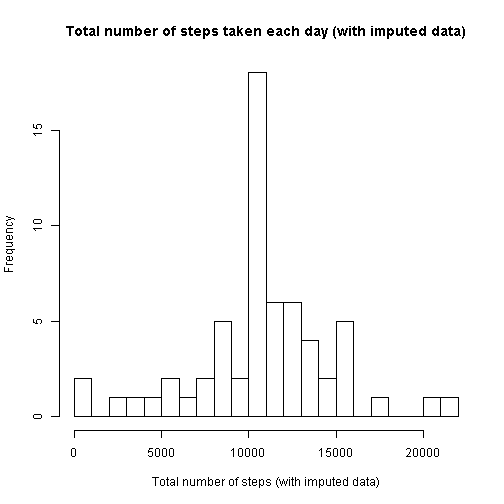 Total number of steps taken each day (with imputed data)
Frequency
15
10
5
0
0 5000 10000 15000 20000
Total number of steps (with imputed data)